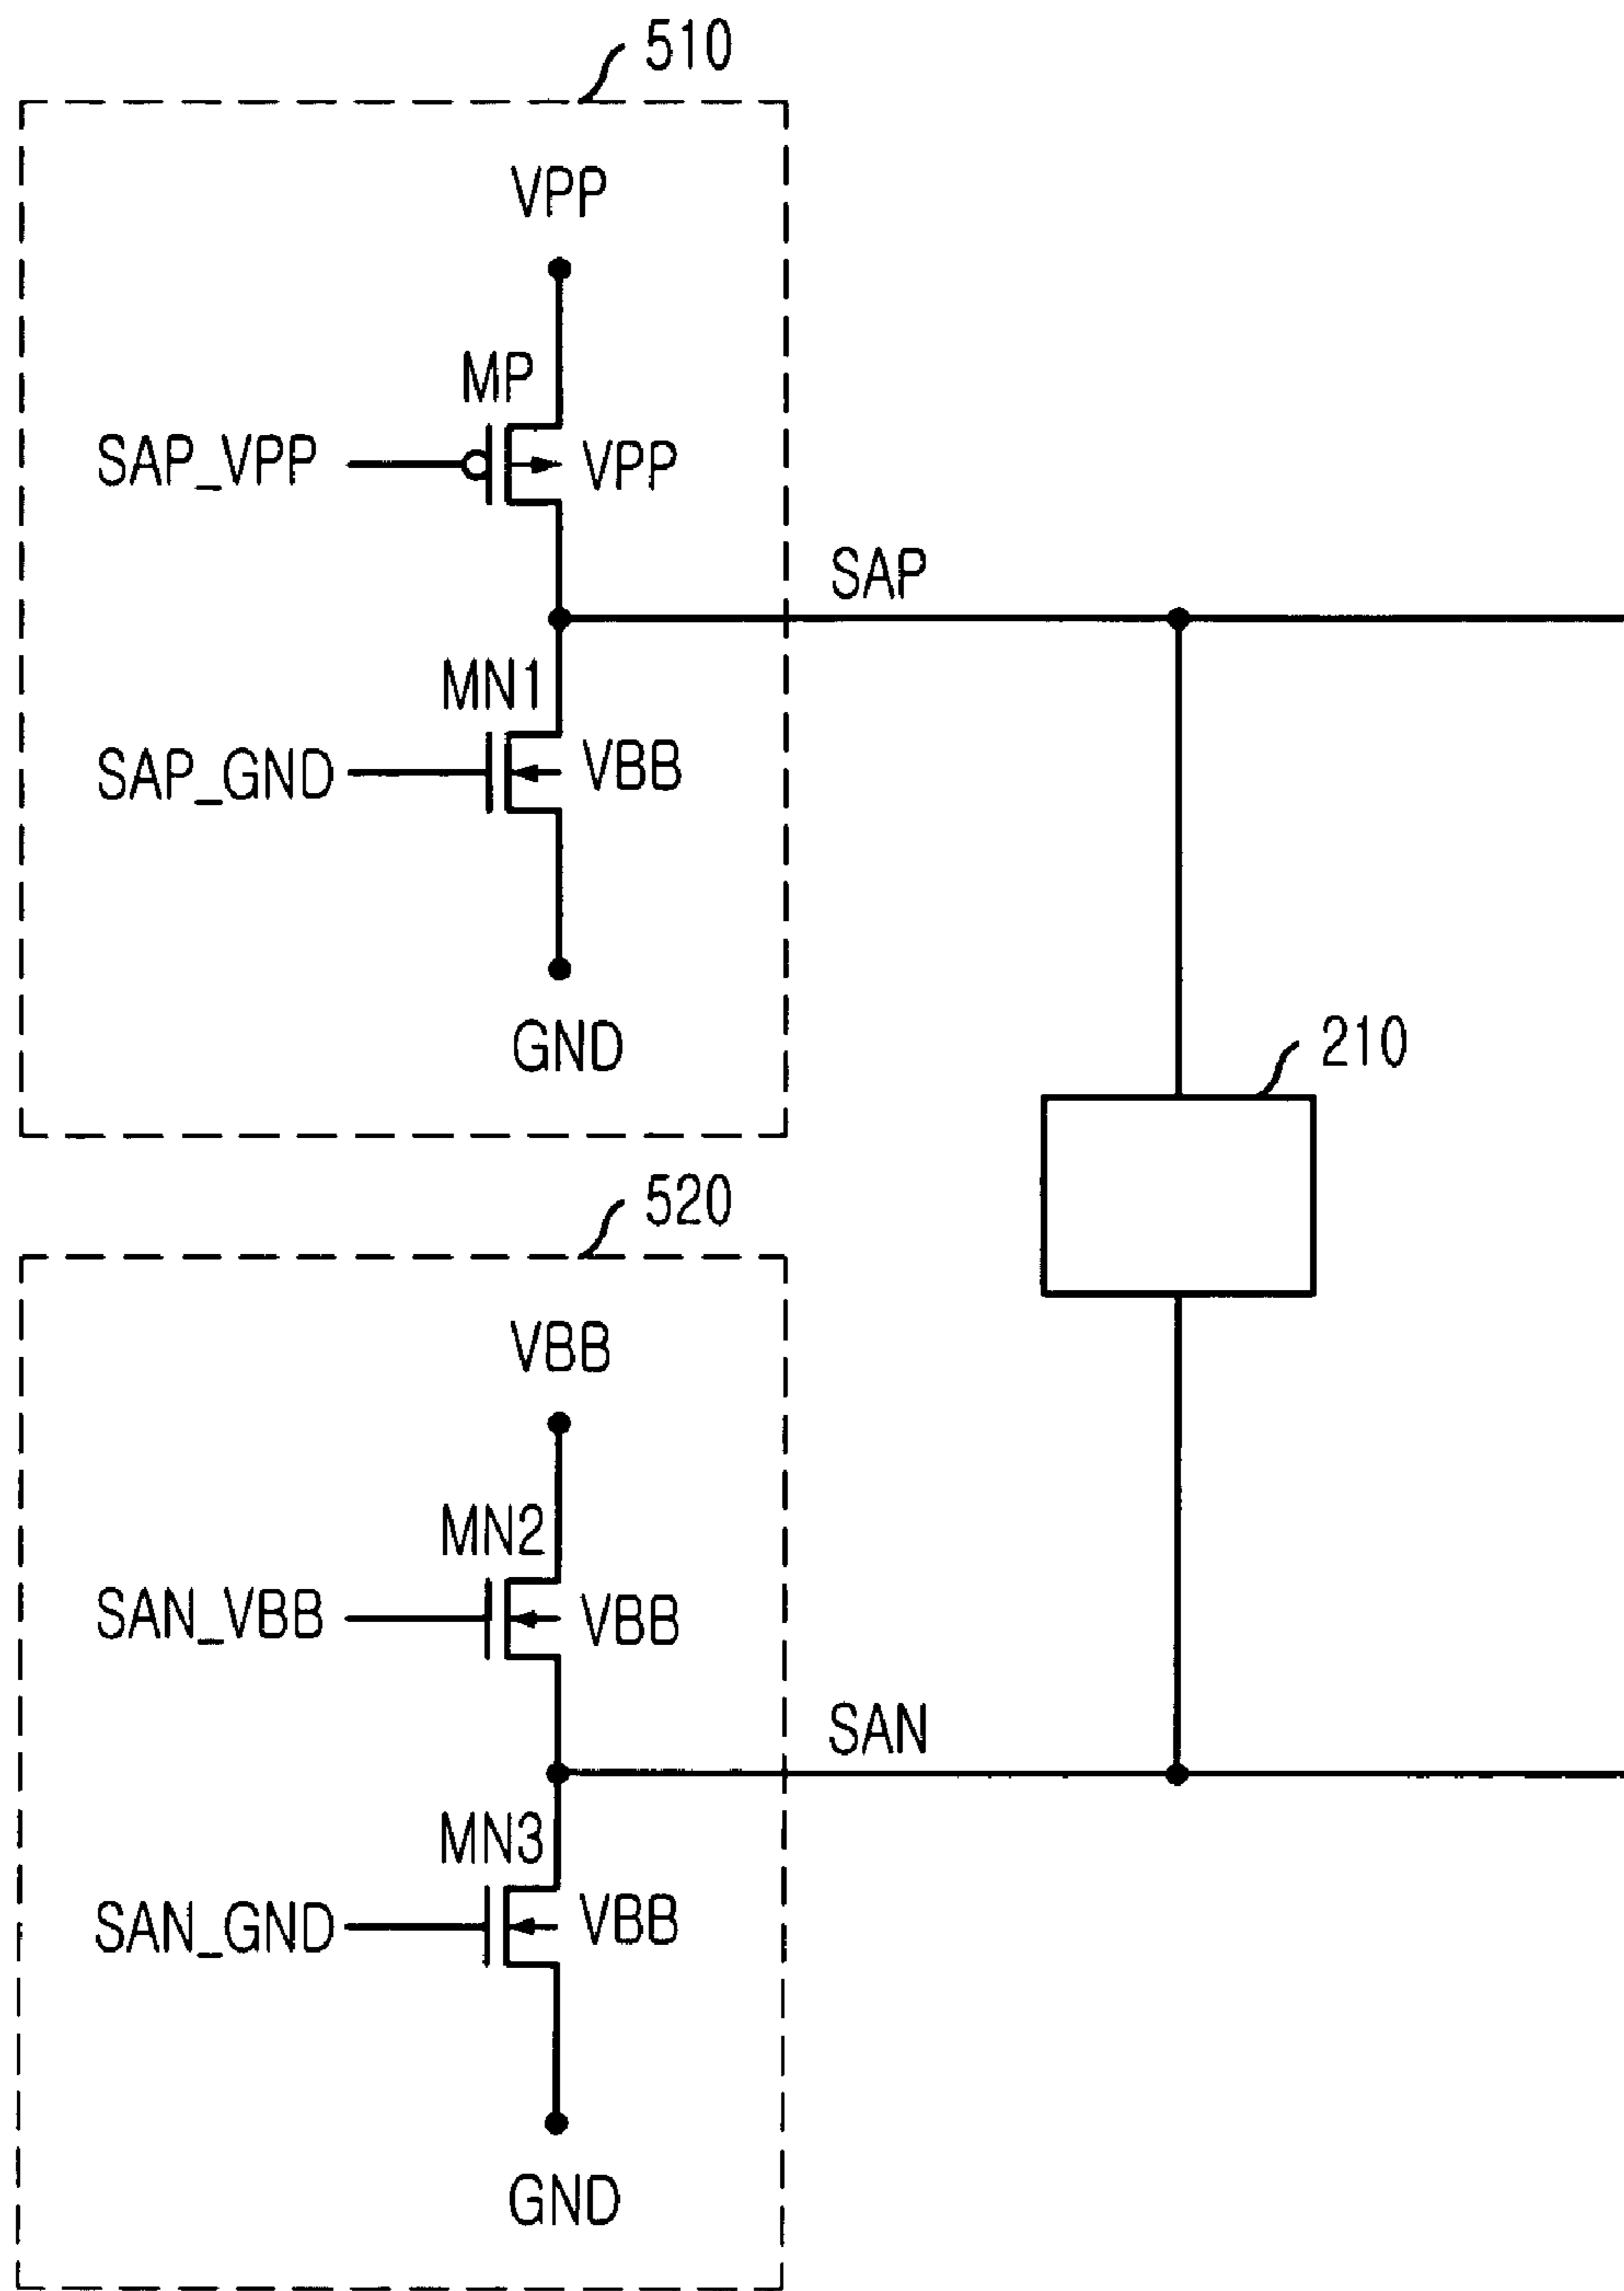 510
VPP
MP
SAP_VPP
VPP
SAP
MN1
SAP_GND
VBB
GND
210
520
VBB
MN2
SAN_VBB
VBB
SAN
MN3
SAN_GND
VBB
GND